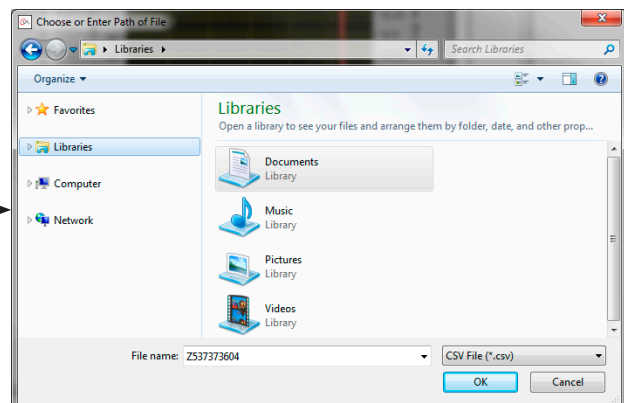 Choose or Enter Path of File
Libraries
Search Libraries
Organize
Favorites
Libraries
Computer
Network
Libraries
Open a library to see your files and arrange them by folder, date, and other prop...
Documents
Library
Music
Library
Pictures
Library
Videos
Library
File name: Z537373604
CSV File (*.csv)
OK Cancel